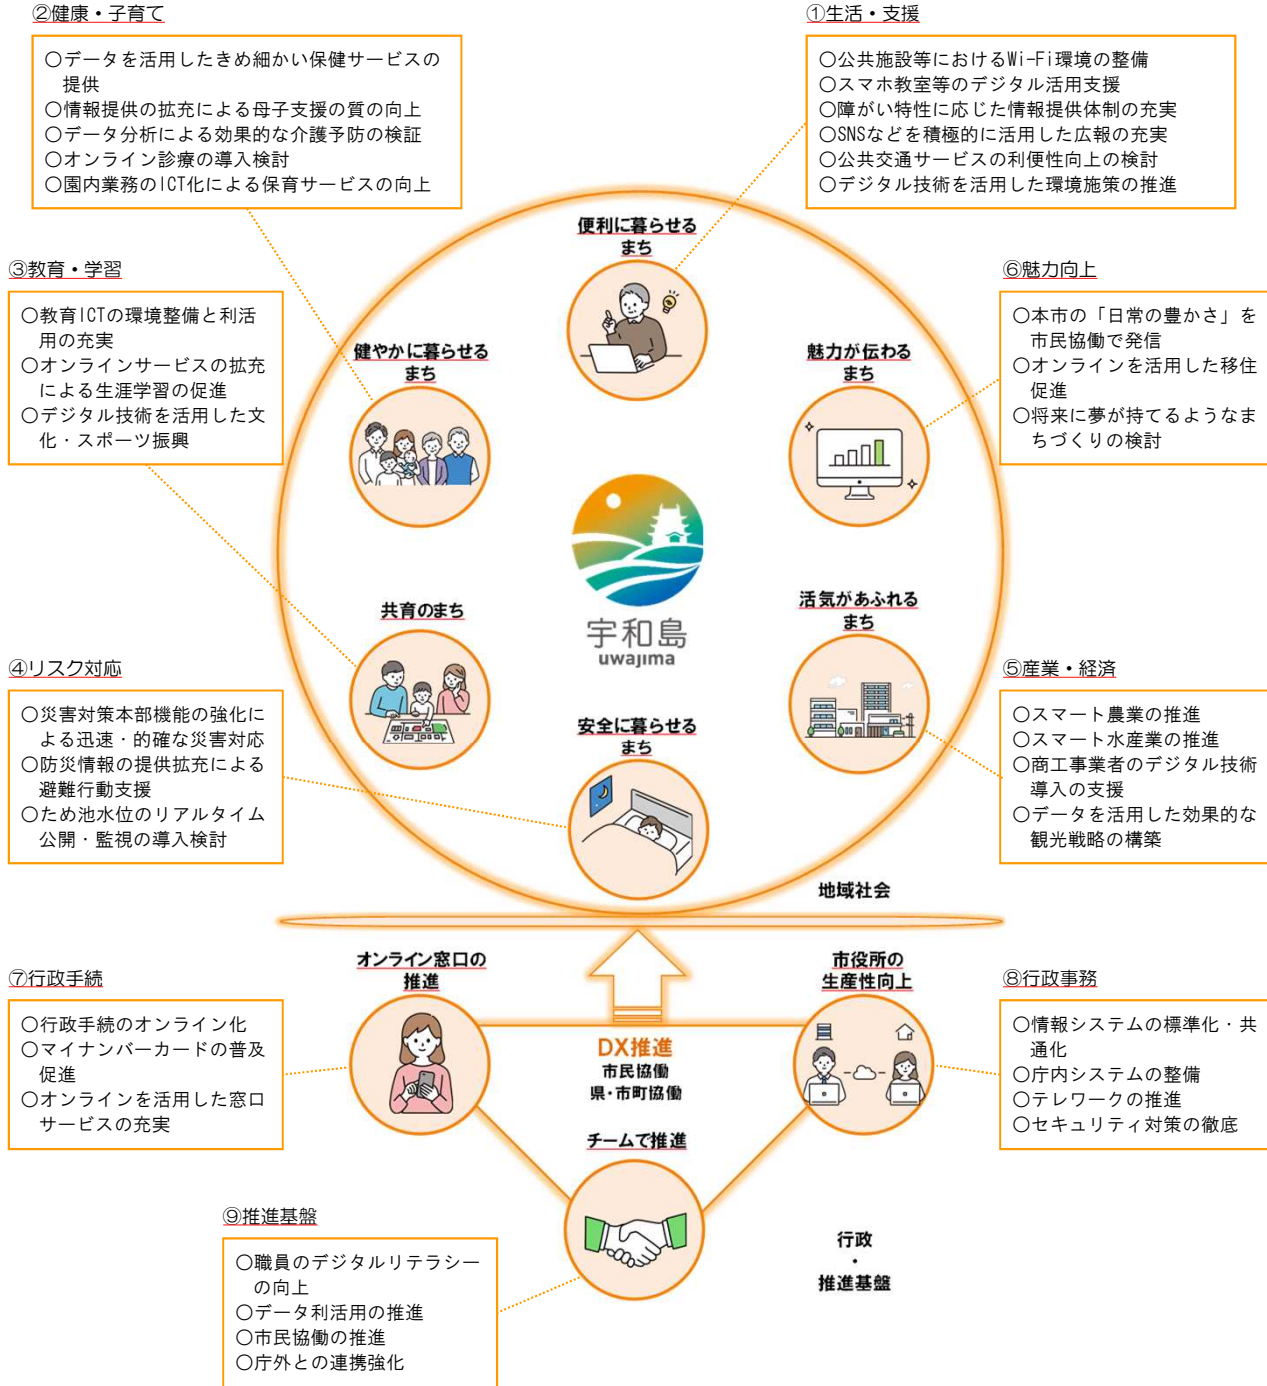 ②健康・子育て
〇データを活用したきめ細かい保健サービスの
提供
〇情報提供の拡充による母子支援の質の向上
〇データ分析による効果的な介護予防の検証
〇オンライン診療の導入検討
〇園内業務のICT化による保育サービスの向上
①生活・支援
〇公共施設等におけるWi-Fi環境の整備
〇スマホ教室等のデジタル活用支援
〇障がい特性に応じた情報提供体制の充実
〇SNSなどを積極的に活用した広報の充実
〇公共交通サービスの利便性向上の検討
〇デジタル技術を活用した環境施策の推進
便利に暮らせる
まち
③教育・学習
〇教育ICTの環境整備と利活
用の充実
〇オンラインサービスの拡充
による生涯学習の促進
〇デジタル技術を活用した文
化・スポーツ振興
健やかに暮らせる
まち
魅力が伝わる
まち
⑥魅力向上
〇本市の「日常の豊かさ」を
市民協働で発信
〇オンラインを活用した移住
促進
〇将来に夢が持てるようなま
ちづくりの検討
宇和島
uwajima
共育のまち
活気があふれる
まち
④リスク対応
〇災害対策本部機能の強化に
よる迅速・的確な災害対応
〇防災情報の提供拡充による
避難行動支援
〇ため池水位のリアルタイム
公開・監視の導入検討
安全に暮らせる
まち
⑤産業・経済
〇スマート農業の推進
〇スマート水産業の推進
〇商工事業者のデジタル技術
導入の支援
〇データを活用した効果的な
観光戦略の構築
地域社会
⑦行政手続
〇行政手続のオンライン化
〇マイナンバーカードの普及
促進
〇オンラインを活用した窓口
サービスの充実
オンライン窓口の
推進
市役所の
生産性向上
⑧行政事務
〇情報システムの標準化・共
通化
〇庁内システムの整備
〇テレワークの推進
〇セキュリティ対策の徹底
DX推進
市民協働
県・市町協働
チームで推進
⑨推進基盤
〇職員のデジタルリテラシー
の向上
〇データ利活用の推進
〇市民協働の推進
〇庁外との連携強化
行政
・
推進基盤